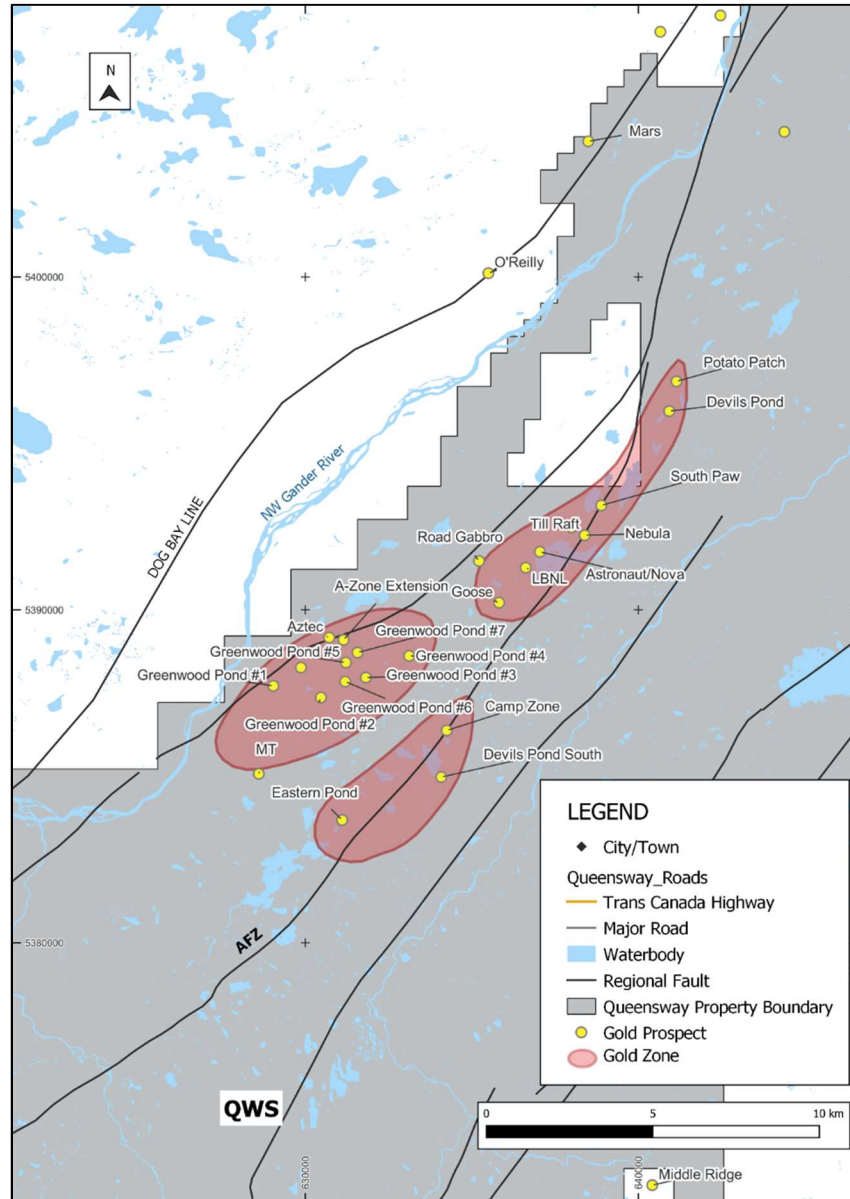 N
Mars
O'Reilly
5400000
Potato Patch
Devils Pond
NW Gander River
DOG BAY LINE
South Paw
Till Raft
Nebula
Road Gabbro
Astronaut/Nova
LBNL
A-Zone Extension
Goose
5390000
Aztec
Greenwood Pond #7
Greenwood Pond #5
Greenwood Pond #4
Greenwood Pond #1
Greenwood Pond #3
Greenwood Pond #6
Greenwood Pond #2
Camp Zone
MT
Devils Pond South
Eastern Pond
LEGEND
City/Town
Queensway_Roads
Trans Canada Highway
Major Road
Waterbody
Regional Fault
Queensway Property Boundary
Gold Prospect
Gold Zone
AFZ
5380000
QWS
0 5 10 km
Middle Ridge
630000
640000